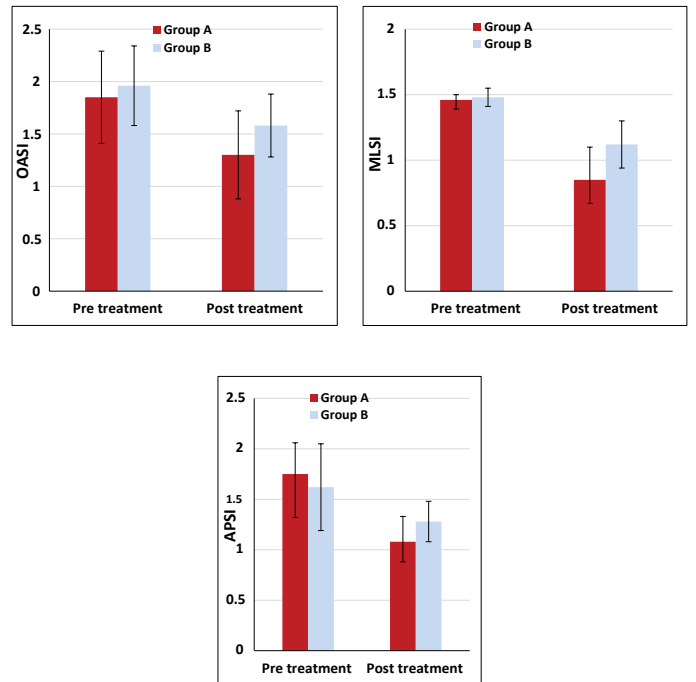 2.5
Group A
Group B
2
1.5
1
0.5
0
OASI
Pre treatment
Post treatment
2
Group A
Group B
1.5
1
0.5
0
MLSI
Pre treatment
Post treatment
2.5
Group A
Group B
2
1.5
1
0.5
0
APSI
Pre treatment
Post treatment